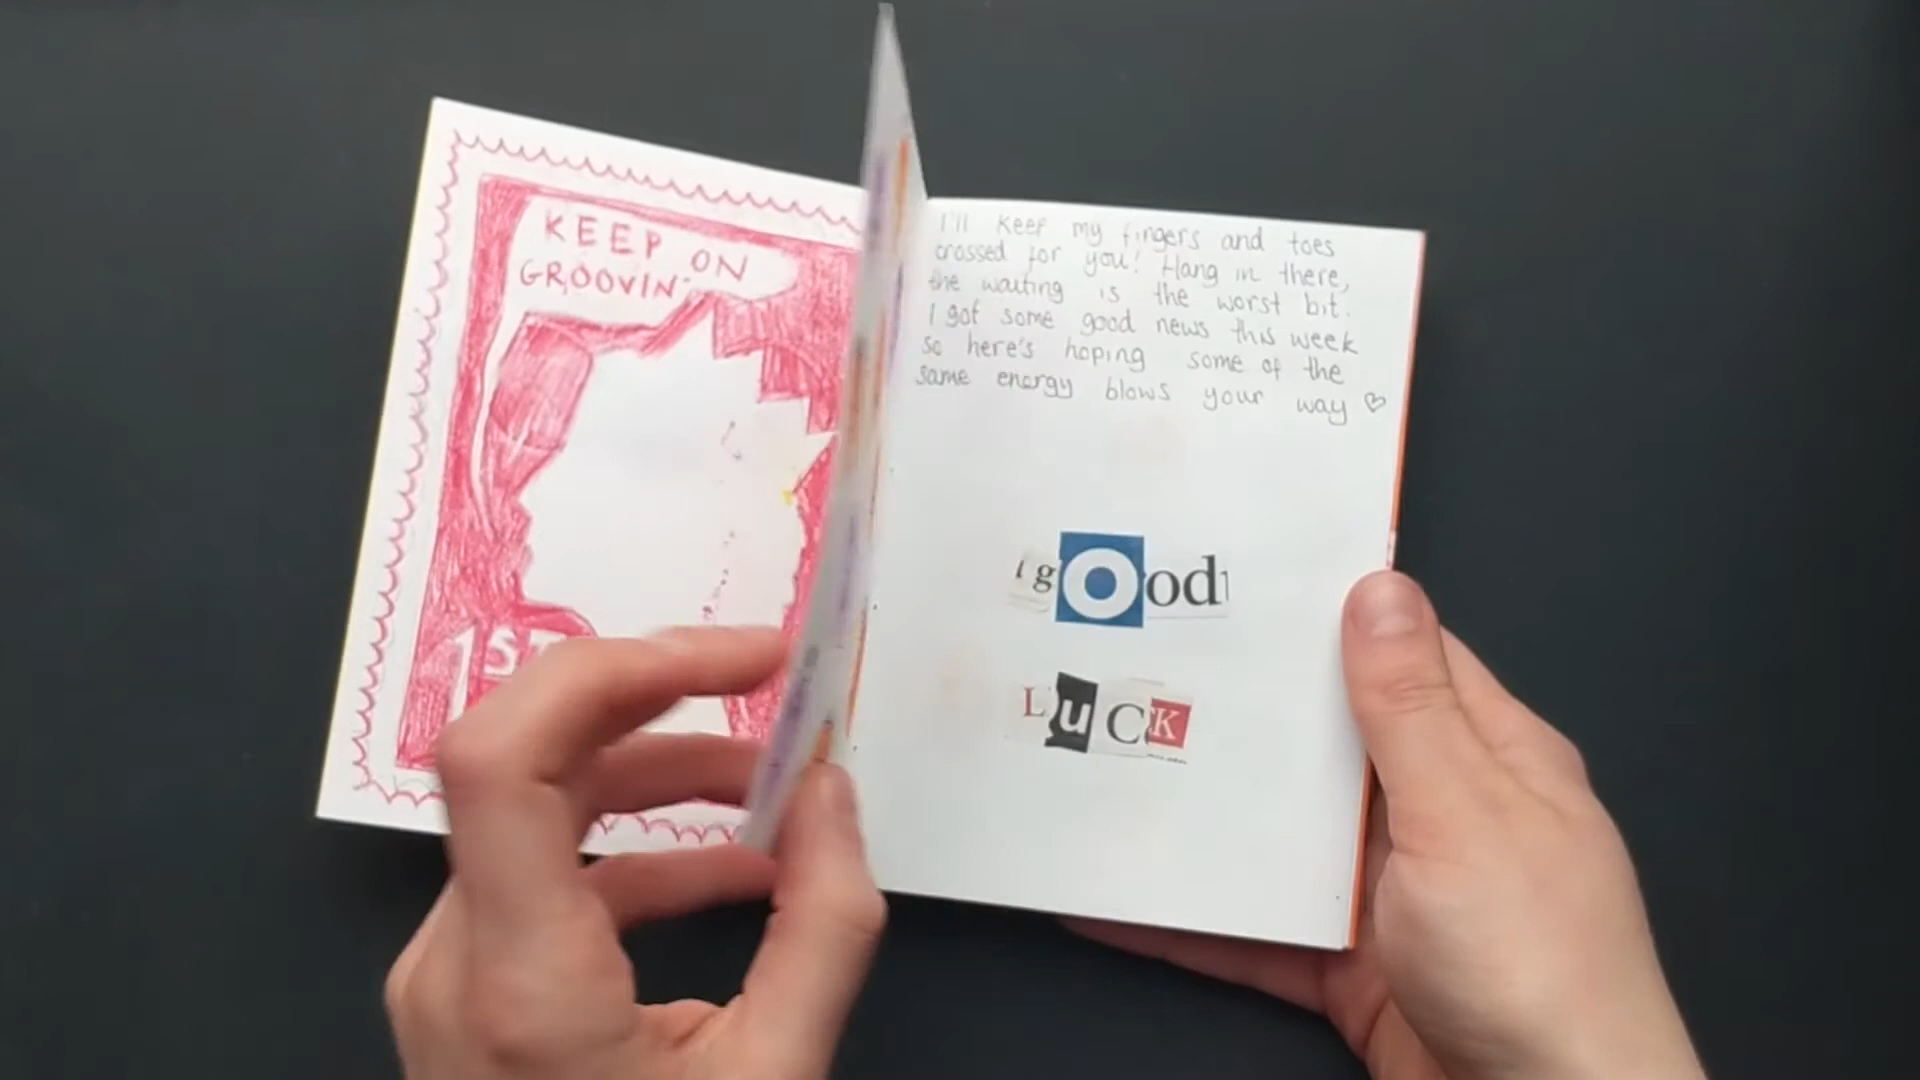 KEEP ON
GROOVIN'
1ST
I'll keep my fingers and toes
crossed for you! Hang in there,
the waiting is the worst bit.
I got some good news this week
so here's hoping some of the
same energy blows your way ♡
gOod
LuCK